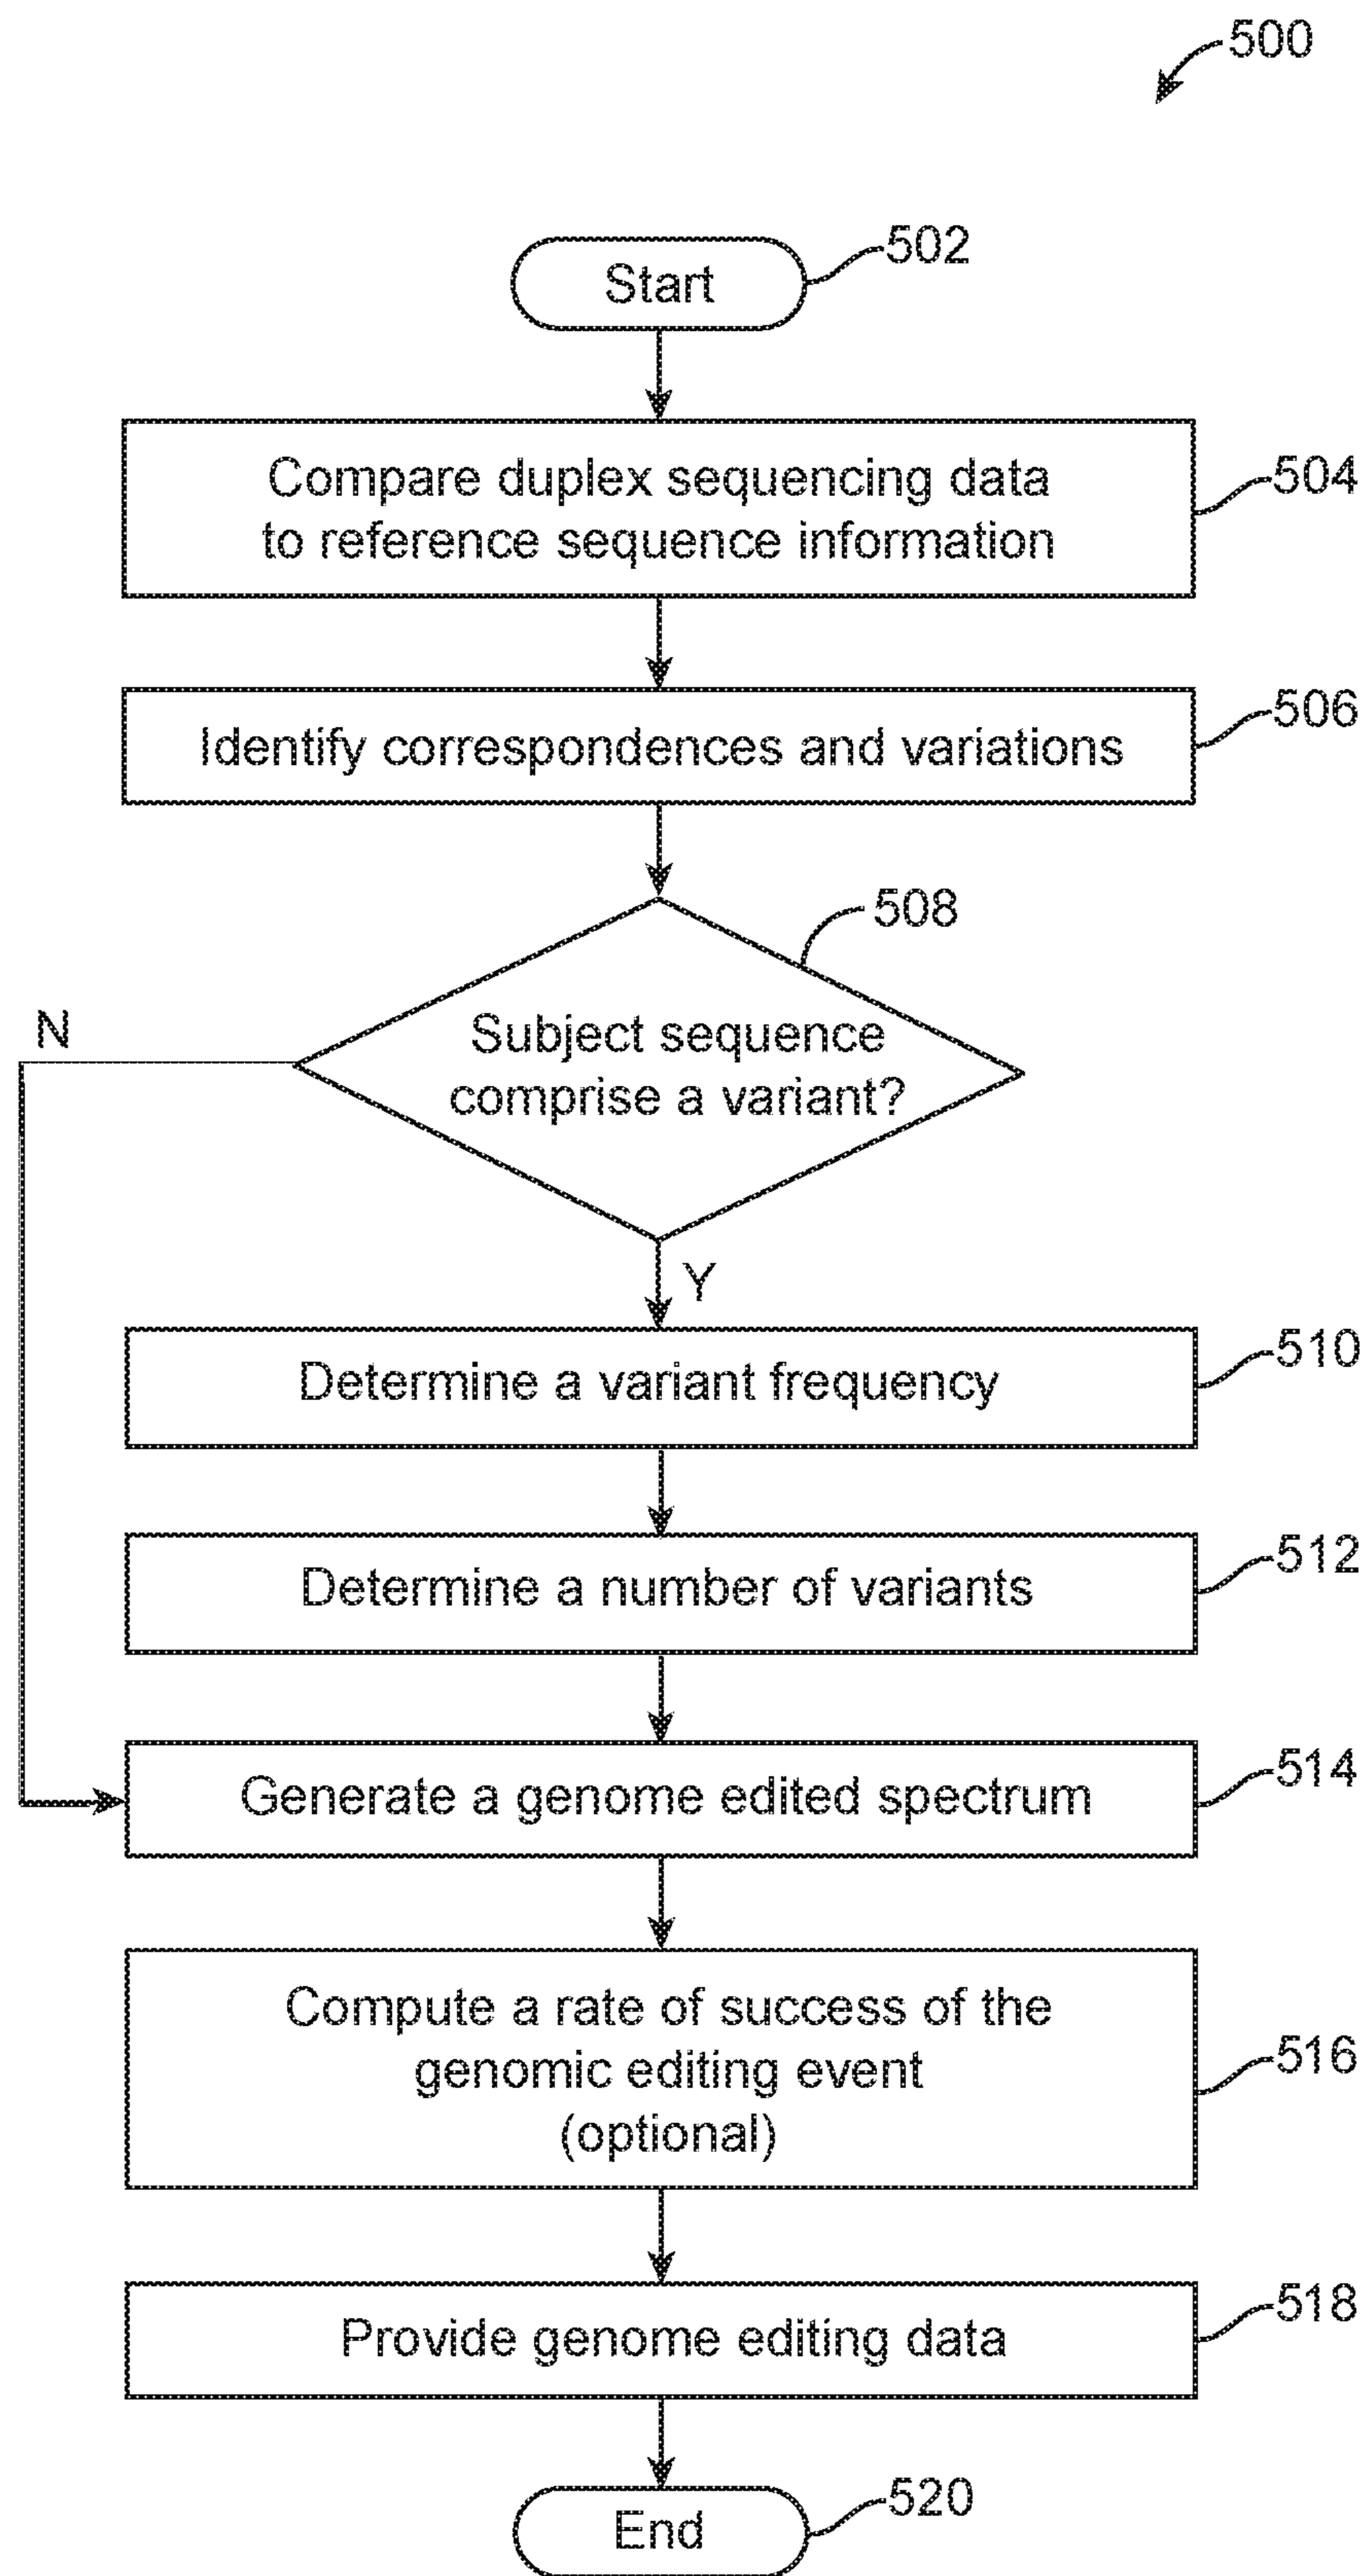 500
Start
502
Compare duplex sequencing data
to reference sequence information
504
Identify correspondences and variations
506
508
N
Subject sequence
comprise a variant?
Y
Determine a variant frequency
510
Determine a number of variants
512
Generate a genome edited spectrum
514
Compute a rate of success of the
genomic editing event
(optional)
516
Provide genome editing data
518
End
520